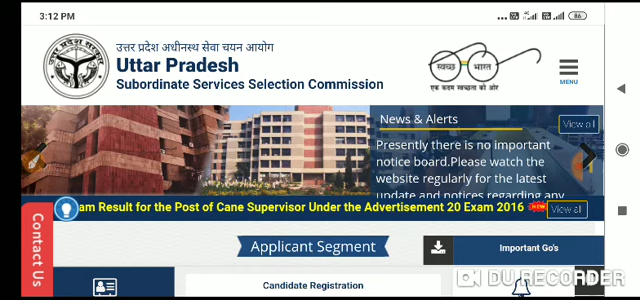 3:12 PM
86
उत्तर प्रदेश अधीनस्थ सेवा चयन आयोग
Uttar Pradesh
Subordinate Services Selection Commission
स्वच्छ भारत
एक कदम स्वच्छता की ओर
MENU
News & Alerts
View all
Presently there is no important
notice board.Please watch the
website regularly for the latest
update and notices regarding any
am Result for the Post of Cane Supervisor Under the Advertisement 20 Exam 2016
View all
Contact Us
Applicant Segment
Important Go's
Candidate Registration
DU RECORDER